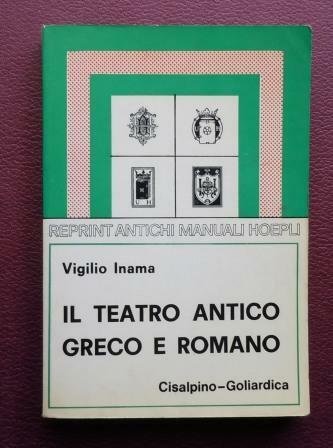 REPRINT ANTICHI MANUALI HOEPLI
Vigilio Inama
IL TEATRO ANTICO
GRECO E ROMANO
Cisalpino-Goliardica